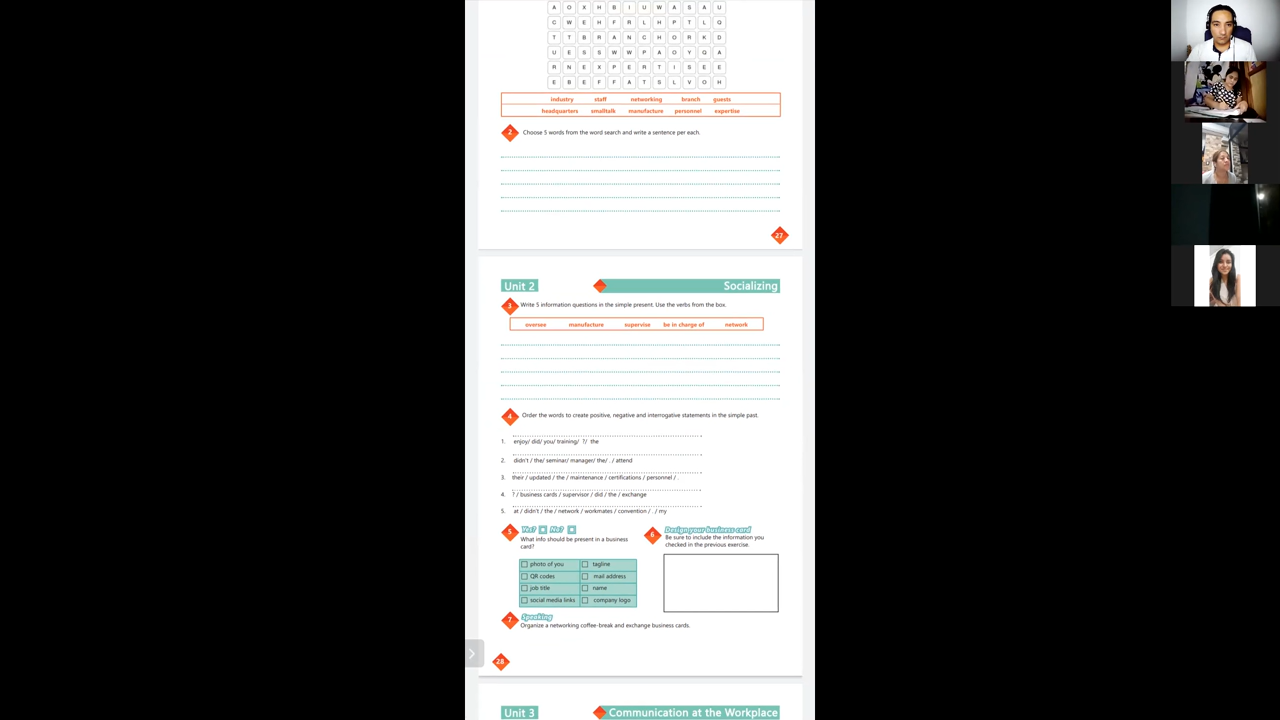 A O X H B I U W A S A U
C W E H F R L H P T L Q
T T B R A N C H O R K D
U E S S W W P A O Y Q A
R N E X P E R T I S E E
E B E F F A T S L V O H
industry staff networking branch guests
headquarters smalltalk manufacture personnel expertise
2 Choose 5 words from the word search and write a sentence per each.
27
Unit 2 Socializing
3 Write 5 information questions in the simple present. Use the verbs from the box.
oversee manufacture supervise be in charge of network
4 Order the words to create positive, negative and interrogative statements in the simple past.
1. enjoy/ did/ you/ training/ ?/ the
2. didn't / the/ seminar/ manager/ the/ . / attend
3. their / updated / the / maintenance / certifications / personnel / .
4. ? / business cards / supervisor / did / the / exchange
5. at / didn't / the / network / workmates / convention / . / my
5 Yes? No?
What info should be present in a business
card?
photo of you tagline
QR codes mail address
job title name
social media links company logo
6 Design your business card
Be sure to include the information you
checked in the previous exercise.
7 Speaking
Organize a networking coffee-break and exchange business cards.
28
Unit 3 Communication at the Workplace